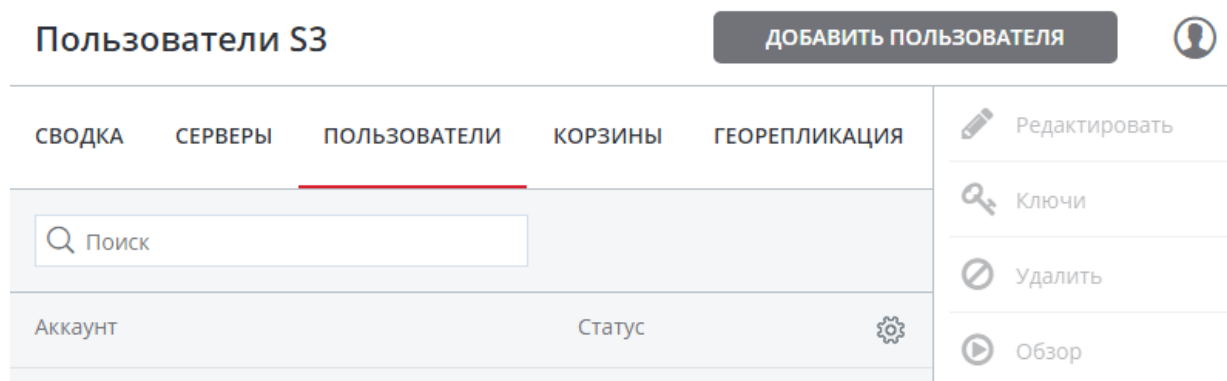 Пользователи S3
ДОБАВИТЬ ПОЛЬЗОВАТЕЛЯ
СВОДКА СЕРВЕРЫ ПОЛЬЗОВАТЕЛИ КОРЗИНЫ ГЕОРЕПЛИКАЦИЯ
Поиск
Аккаунт Статус
Редактировать
Ключи
Удалить
Обзор